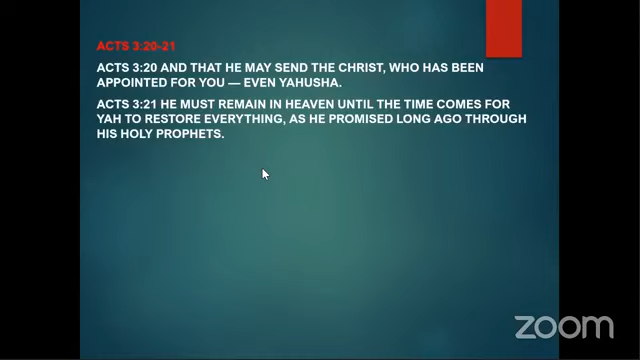 ACTS 3:20-21
ACTS 3:20 AND THAT HE MAY SEND THE CHRIST, WHO HAS BEEN
APPOINTED FOR YOU — EVEN YAHUSHA.
ACTS 3:21 HE MUST REMAIN IN HEAVEN UNTIL THE TIME COMES FOR
YAH TO RESTORE EVERYTHING, AS HE PROMISED LONG AGO THROUGH
HIS HOLY PROPHETS.
zoom